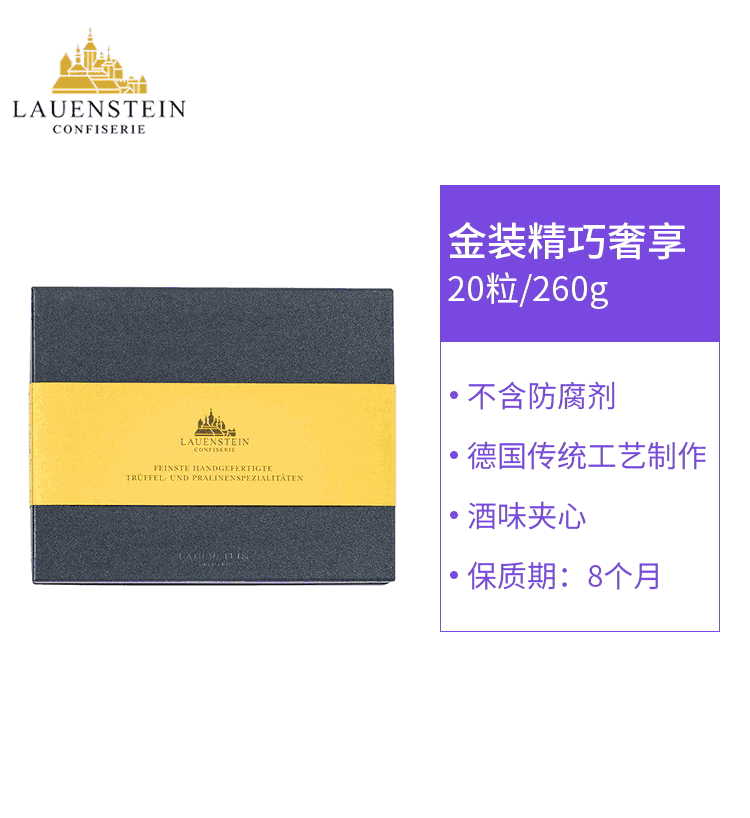 LAUENSTEIN
CONFISERIE
金装精巧奢享
20粒/260g
• 不含防腐剂
• 德国传统工艺制作
• 酒味夹心
• 保质期：8个月
LAUENSTEIN
CONFISERIE
FEINSTE HANDGEFERTIGTE
TRÜFFEL- UND PRALINENSPEZIALITÄTEN
LAUENSTEIN